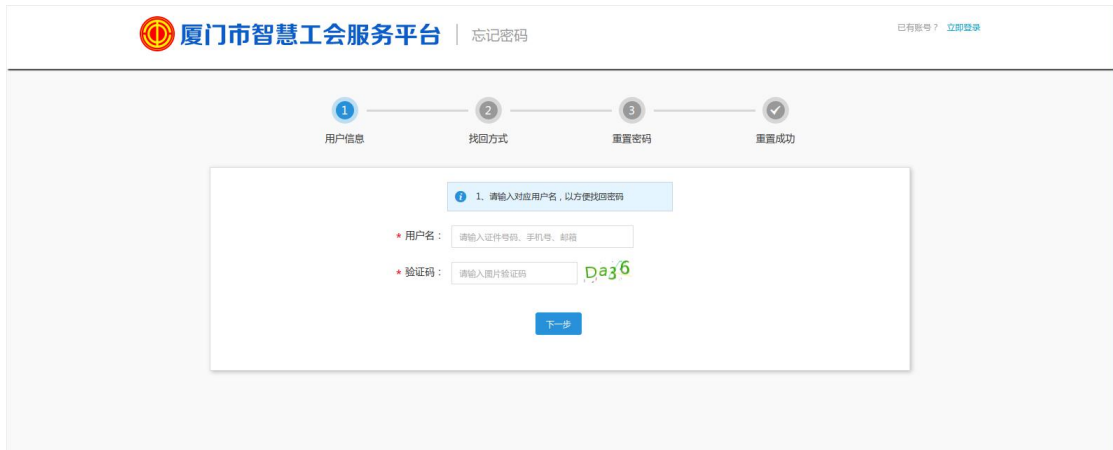 厦门市智慧工会服务平台 忘记密码 已有账号？ 立即登录
1 2 3
用户信息 找回方式 重置密码 重置成功
1、请输入对应用户名，以方便找回密码
* 用户名： 请输入证件号码、手机号、邮箱
* 验证码： 请输入图片验证码 Da36
下一步